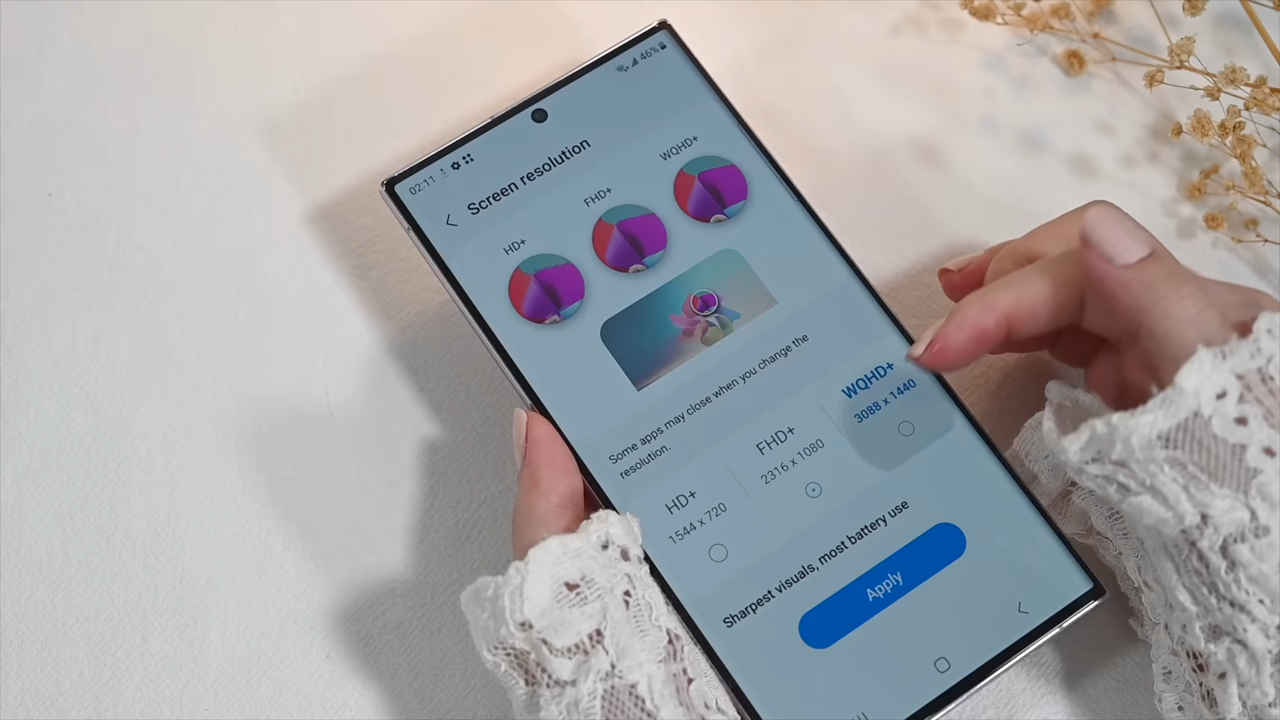 02:11
46%
Screen resolution
HD+
FHD+
WQHD+
Some apps may close when you change the
resolution.
HD+
1544 x 720
FHD+
2316 x 1080
WQHD+
3088 x 1440
Sharpest visuals, most battery use
Apply